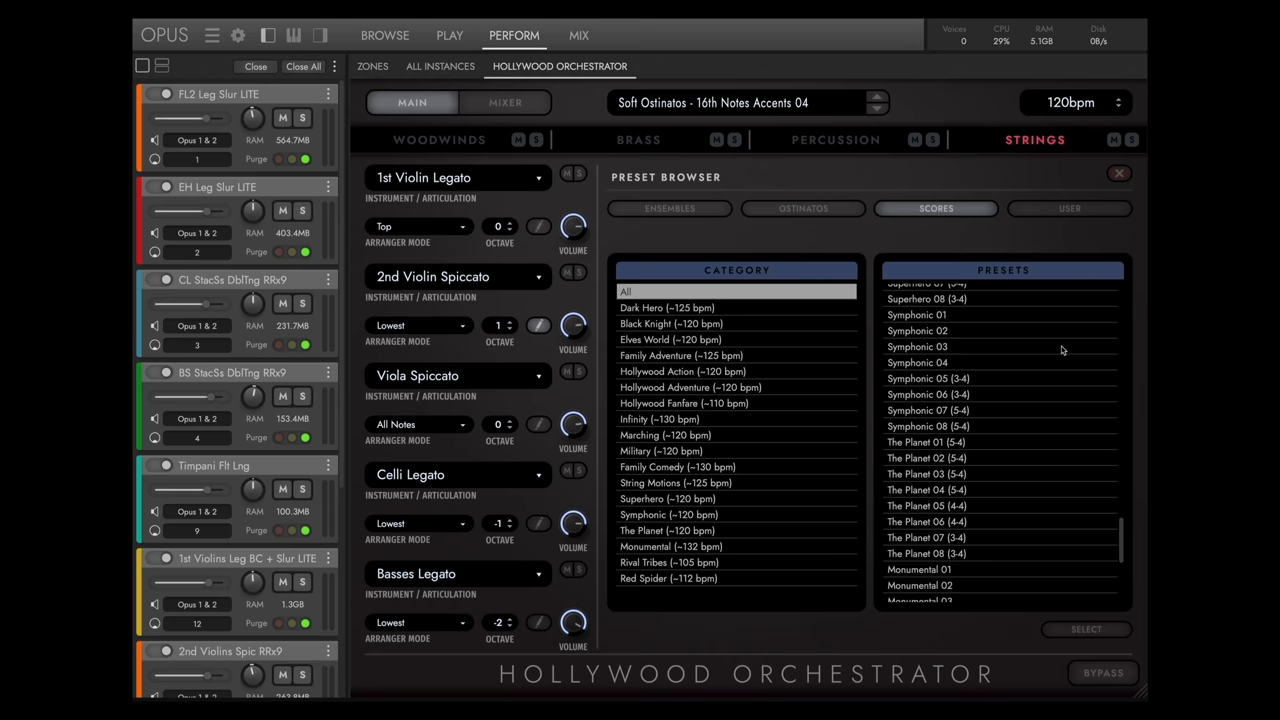 OPUS BROWSE PLAY PERFORM MIX
Voices CPU RAM Disk
0 29% 5.1GB 0B/s
Close Close All
ZONES ALL INSTANCES HOLLYWOOD ORCHESTRATOR
FL2 Leg Slur LITE
M S
Opus 1 & 2 RAM 564.7MB
1 Purge
EH Leg Slur LITE
M S
Opus 1 & 2 RAM 403.4MB
2 Purge
CL StacSs DblTng RRx9
M S
Opus 1 & 2 RAM 231.7MB
3 Purge
BS StacSs DblTng RRx9
M S
Opus 1 & 2 RAM 153.4MB
4 Purge
Timpani Flt Lng
M S
Opus 1 & 2 RAM 100.3MB
9 Purge
1st Violins Leg BC + Slur LITE
M S
Opus 1 & 2 RAM 1.3GB
12 Purge
2nd Violins Spic RRx9
M S
Opus 1 & 2 RAM
MAIN MIXER
Soft Ostinatos - 16th Notes Accents 04
120bpm
WOODWINDS M S
BRASS M S
PERCUSSION M S
STRINGS M S
1st Violin Legato M S
INSTRUMENT / ARTICULATION
Top 0
ARRANGER MODE OCTAVE VOLUME
2nd Violin Spiccato M S
INSTRUMENT / ARTICULATION
Lowest 1
ARRANGER MODE OCTAVE VOLUME
Viola Spiccato M S
INSTRUMENT / ARTICULATION
All Notes 0
ARRANGER MODE OCTAVE VOLUME
Celli Legato M S
INSTRUMENT / ARTICULATION
Lowest -1
ARRANGER MODE OCTAVE VOLUME
Basses Legato M S
INSTRUMENT / ARTICULATION
Lowest -2
ARRANGER MODE OCTAVE VOLUME
PRESET BROWSER X
ENSEMBLES OSTINATOS SCORES USER
CATEGORY
All
Dark Hero (~125 bpm)
Black Knight (~120 bpm)
Elves World (~120 bpm)
Family Adventure (~125 bpm)
Hollywood Action (~120 bpm)
Hollywood Adventure (~120 bpm)
Hollywood Fanfare (~110 bpm)
Infinity (~130 bpm)
Marching (~120 bpm)
Military (~120 bpm)
Family Comedy (~130 bpm)
String Motions (~125 bpm)
Superhero (~120 bpm)
Symphonic (~120 bpm)
The Planet (~120 bpm)
Monumental (~132 bpm)
Rival Tribes (~105 bpm)
Red Spider (~112 bpm)
PRESETS
Superhero 07 (3-4)
Superhero 08 (3-4)
Symphonic 01
Symphonic 02
Symphonic 03
Symphonic 04
Symphonic 05 (3-4)
Symphonic 06 (3-4)
Symphonic 07 (5-4)
Symphonic 08 (5-4)
The Planet 01 (5-4)
The Planet 02 (5-4)
The Planet 03 (5-4)
The Planet 04 (5-4)
The Planet 05 (4-4)
The Planet 06 (4-4)
The Planet 07 (3-4)
The Planet 08 (3-4)
Monumental 01
Monumental 02
Monumental 03
SELECT
HOLLYWOOD ORCHESTRATOR
BYPASS